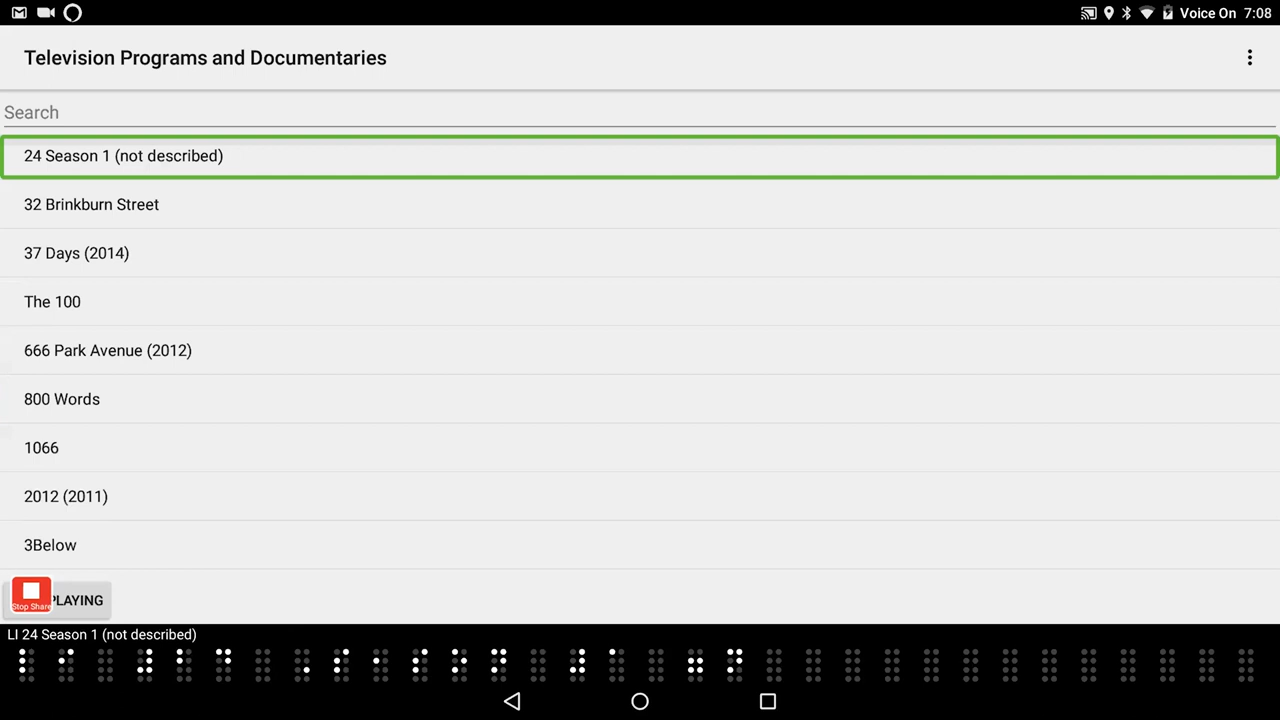 Voice On 7:08
Television Programs and Documentaries
Search
24 Season 1 (not described)
32 Brinkburn Street
37 Days (2014)
The 100
666 Park Avenue (2012)
800 Words
1066
2012 (2011)
3Below
Stop Share
PLAYING
LI 24 Season 1 (not described)